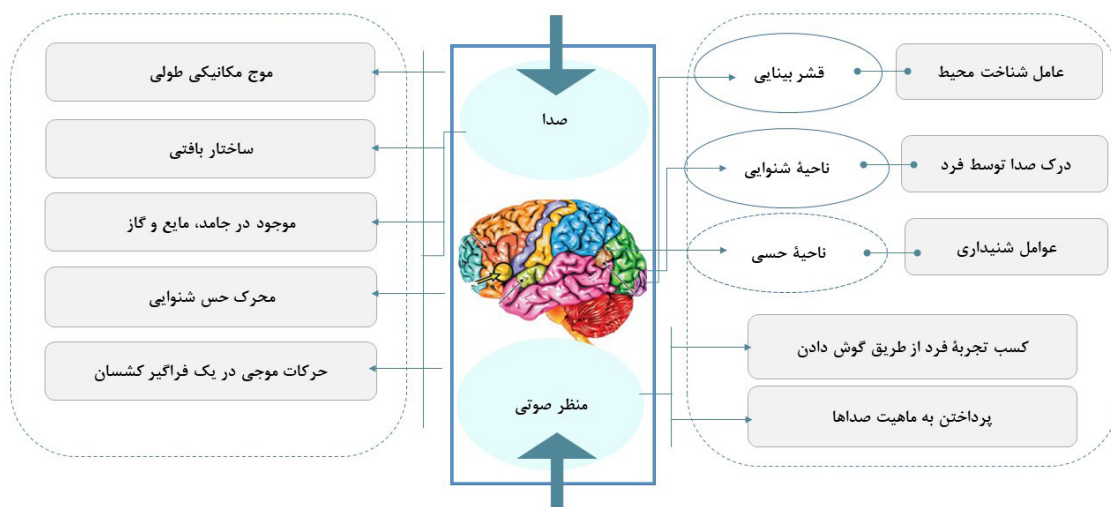 عامل شناخت محیط
قشر بینایی
درک صدا توسط فرد
ناحیهٔ شنوایی
عوامل شنیداری
ناحیهٔ حسی
کسب تجربهٔ فرد از طریق گوش دادن
پرداختن به ماهیت صداها
صدا
منظر صوتی
موج مکانیکی طولی
ساختار بافتی
موجود در جامد، مایع و گاز
محرک حس شنوایی
حرکات موجی در یک فراگیر کشسان